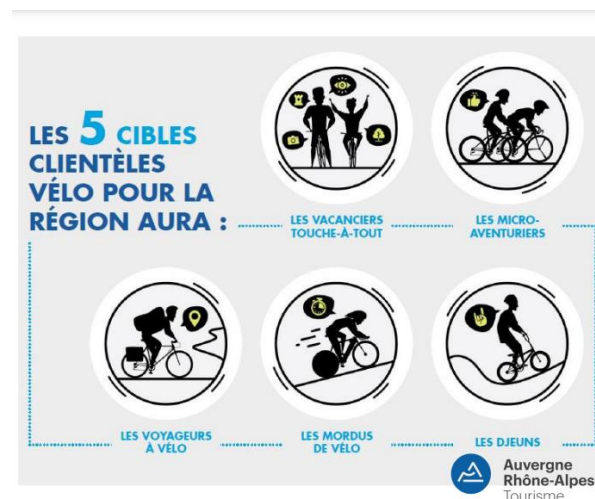 LES 5 CIBLES
CLIENTÈLES
VÉLO POUR LA
RÉGION AURA :
LES VACANCIERS
TOUCHE-À-TOUT
LES MICRO-
AVENTURIERS
LES VOYAGEURS
À VÉLO
LES MORDUS
DE VÉLO
LES DJEUNS
Auvergne
Rhône-Alpes
Tourisme